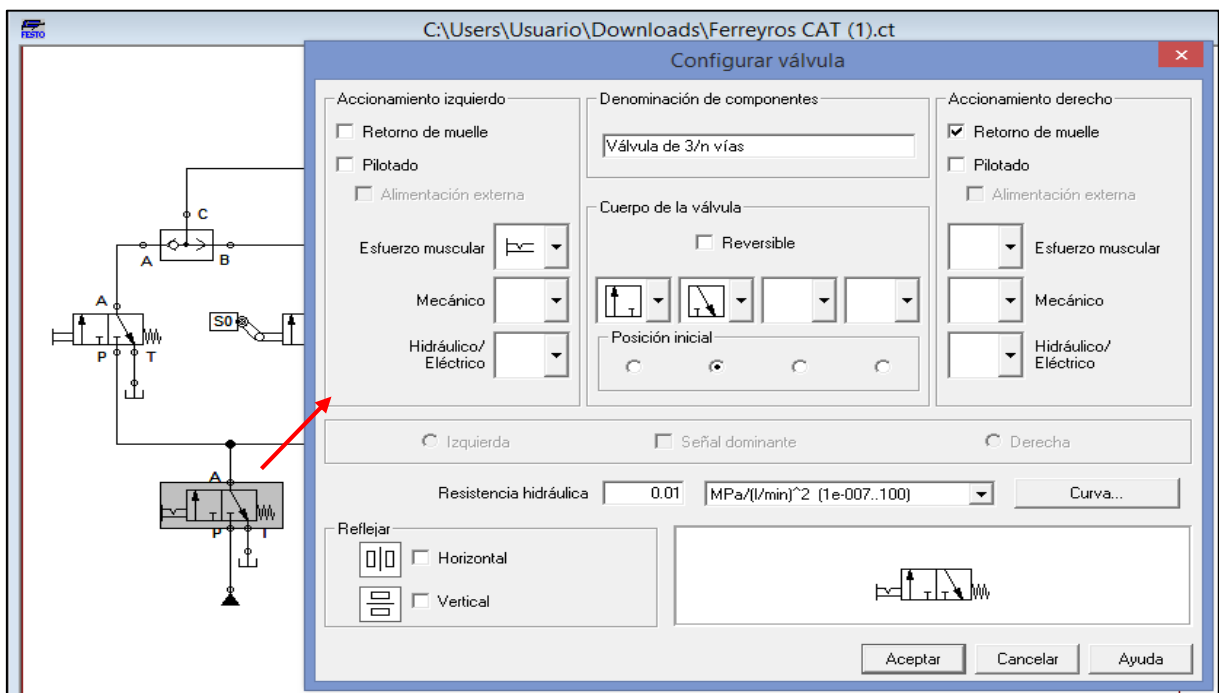 FESTO
C:\Users\Usuario\Downloads\Ferreyros CAT (1).ct
Configurar válvula
Accionamiento izquierdo
Retorno de muelle
Pilotado
Alimentación externa
Esfuerzo muscular
Mecánico
Hidráulico/
Eléctrico
Denominación de componentes
Válvula de 3/n vías
Cuerpo de la válvula
Reversible
Posición inicial
Accionamiento derecho
Retorno de muelle
Pilotado
Alimentación externa
Esfuerzo muscular
Mecánico
Hidráulico/
Eléctrico
Izquierda
Señal dominante
Derecha
Resistencia hidráulica
0.01
MPa/(l/min)^2 (1e-007..100)
Curva...
Reflejar
Horizontal
Vertical
Aceptar
Cancelar
Ayuda
C
A
B
A
S0
P
T
A
P
T